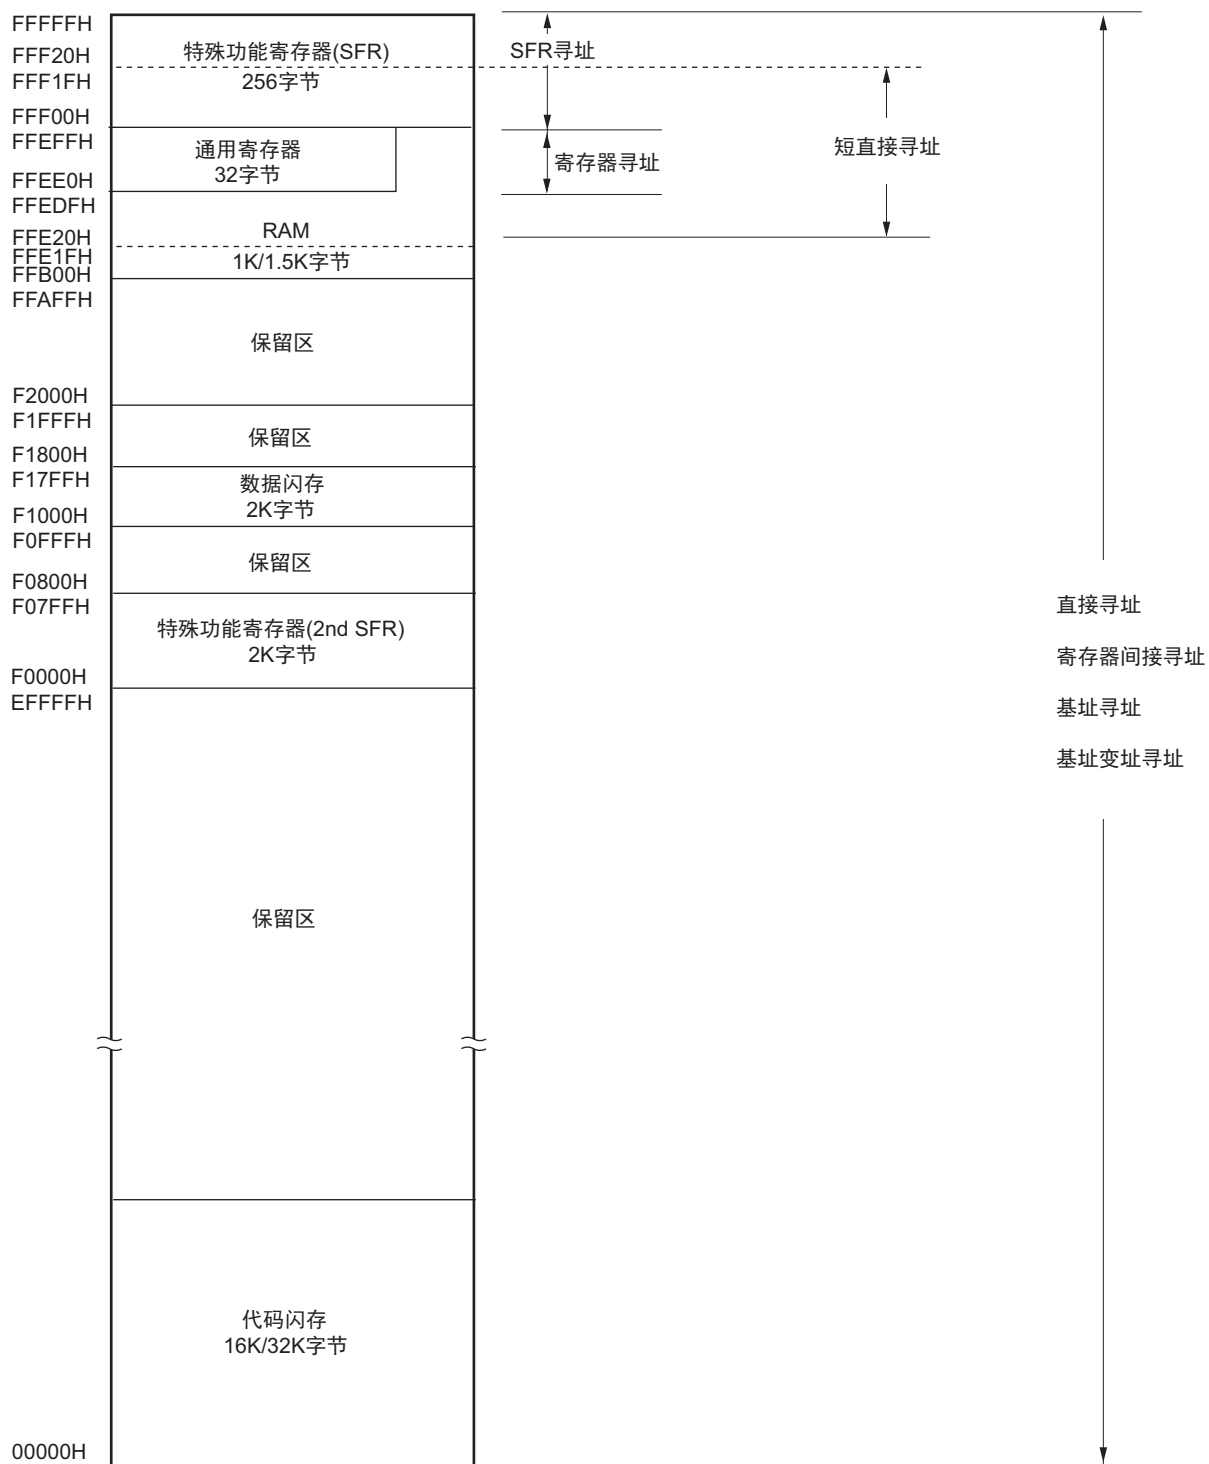 FFFFFH
FFF20H
特殊功能寄存器(SFR)
SFR寻址
FFF1FH
256字节
FFF00H
FFEFFH
通用寄存器
32字节
寄存器寻址
短直接寻址
FFEE0H
FFEDFH
RAM
FFE20H
FFE1FH
1K/1.5K字节
FFB00H
FFAFFH
保留区
F2000H
F1FFFH
保留区
F1800H
F17FFH
数据闪存
2K字节
F1000H
F0FFFH
保留区
F0800H
F07FFH
特殊功能寄存器(2nd SFR)
2K字节
F0000H
EFFFFH
直接寻址
寄存器间接寻址
基址寻址
基址变址寻址
保留区
代码闪存
16K/32K字节
00000H